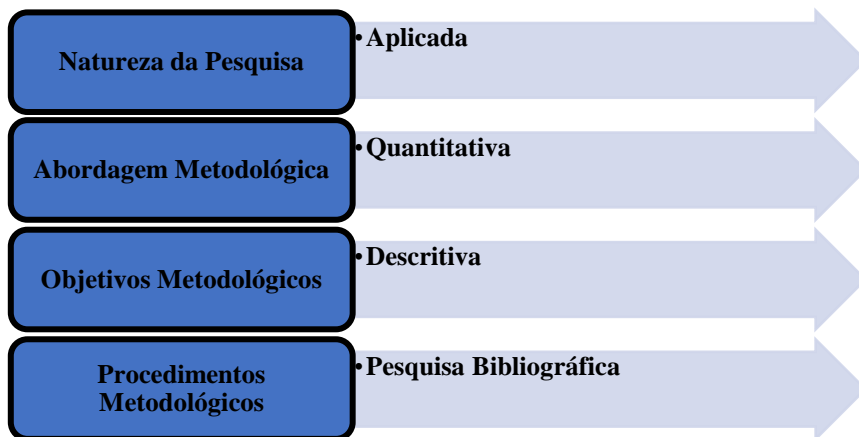 Natureza da Pesquisa
• Aplicada
Abordagem Metodológica
• Quantitativa
Objetivos Metodológicos
• Descritiva
Procedimentos
Metodológicos
• Pesquisa Bibliográfica